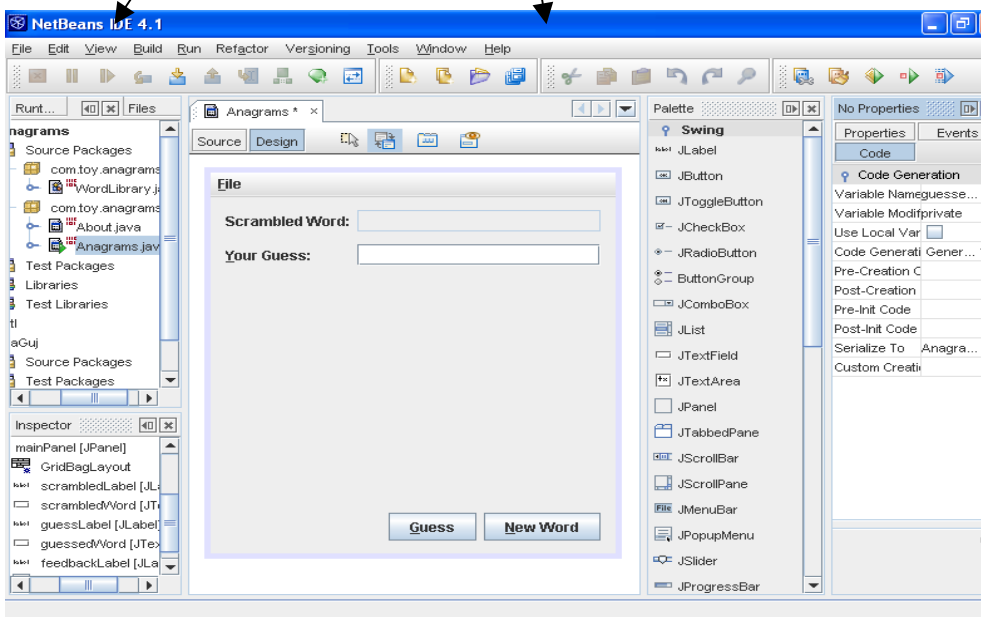 NetBeans IDE 4.1
File Edit View Build Run Refactor Versioning Tools Window Help
Runt... Files
nagrams
Source Packages
com.toy.anagrams
WordLibrary.j
com.toy.anagrams
About.java
Anagrams.jav
Test Packages
Libraries
Test Libraries
tl
aGuj
Source Packages
Test Packages
Inspector
mainPanel [JPanel]
GridBagLayout
scrambledLabel [JLa
scrambledWord [JTe
guessLabel [JLabel]
guessedWord [JTex
feedbackLabel [JLa
Anagrams *
Source Design
File
Scrambled Word:
Your Guess:
Guess New Word
Palette
Swing
JLabel
JButton
JToggleButton
JCheckBox
JRadioButton
ButtonGroup
JComboBox
JList
JTextField
JTextArea
JPanel
JTabbedPane
JScrollBar
JScrollPane
JMenuBar
JPopupMenu
JSlider
JProgressBar
No Properties
Properties Events
Code
Code Generation
Variable Name guesse...
Variable Modif private
Use Local Var
Code Generati Gener...
Pre-Creation C
Post-Creation
Pre-Init Code
Post-Init Code
Serialize To Anagra...
Custom Creati